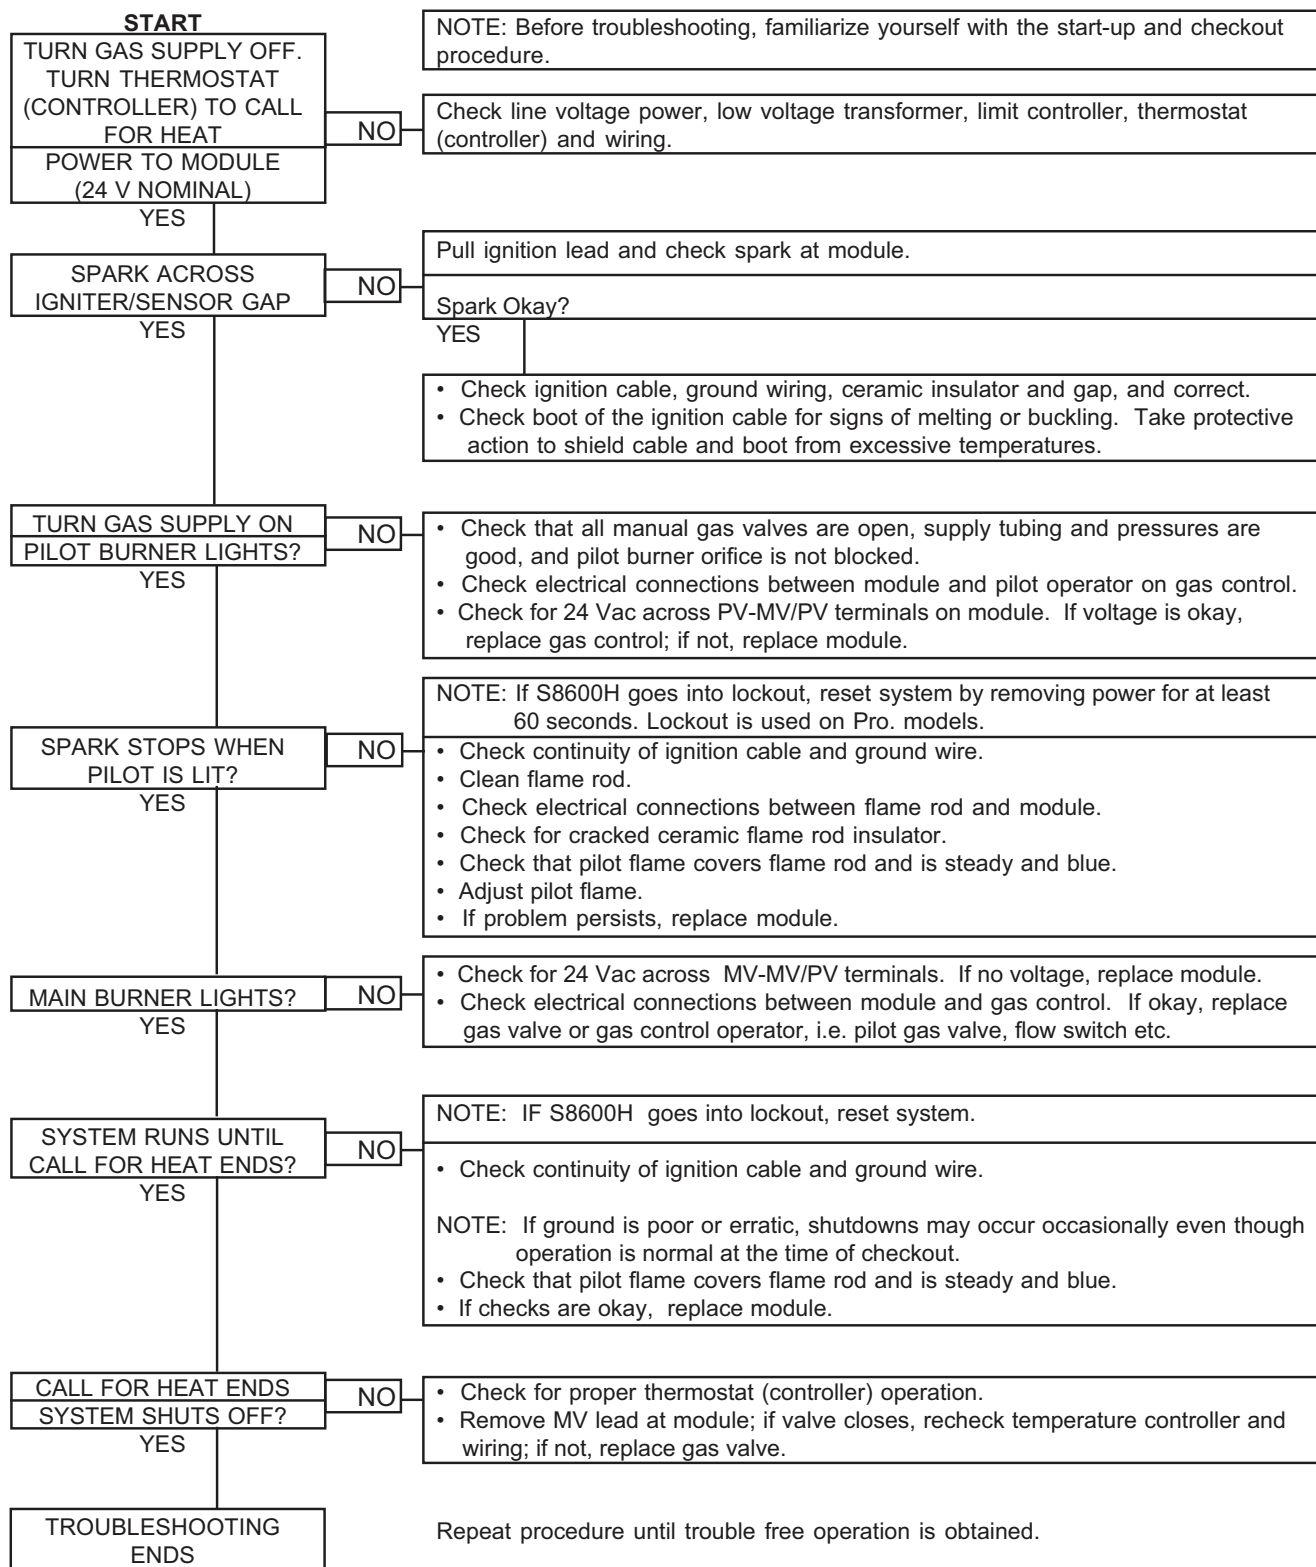 START
TURN GAS SUPPLY OFF.
TURN THERMOSTAT
(CONTROLLER) TO CALL
FOR HEAT
POWER TO MODULE
(24 V NOMINAL)
YES
NO
NOTE: Before troubleshooting, familiarize yourself with the start-up and checkout
procedure.
Check line voltage power, low voltage transformer, limit controller, thermostat
(controller) and wiring.
SPARK ACROSS
IGNITER/SENSOR GAP
YES
NO
Pull ignition lead and check spark at module.
Spark Okay?
YES
• Check ignition cable, ground wiring, ceramic insulator and gap, and correct.
• Check boot of the ignition cable for signs of melting or buckling. Take protective
action to shield cable and boot from excessive temperatures.
TURN GAS SUPPLY ON
PILOT BURNER LIGHTS?
YES
NO
• Check that all manual gas valves are open, supply tubing and pressures are
good, and pilot burner orifice is not blocked.
• Check electrical connections between module and pilot operator on gas control.
• Check for 24 Vac across PV-MV/PV terminals on module. If voltage is okay,
replace gas control; if not, replace module.
SPARK STOPS WHEN
PILOT IS LIT?
YES
NO
NOTE: If S8600H goes into lockout, reset system by removing power for at least
60 seconds. Lockout is used on Pro. models.
• Check continuity of ignition cable and ground wire.
• Clean flame rod.
• Check electrical connections between flame rod and module.
• Check for cracked ceramic flame rod insulator.
• Check that pilot flame covers flame rod and is steady and blue.
• Adjust pilot flame.
• If problem persists, replace module.
MAIN BURNER LIGHTS?
YES
NO
• Check for 24 Vac across MV-MV/PV terminals. If no voltage, replace module.
• Check electrical connections between module and gas control. If okay, replace
gas valve or gas control operator, i.e. pilot gas valve, flow switch etc.
SYSTEM RUNS UNTIL
CALL FOR HEAT ENDS?
YES
NO
NOTE: IF S8600H goes into lockout, reset system.
• Check continuity of ignition cable and ground wire.
NOTE: If ground is poor or erratic, shutdowns may occur occasionally even though
operation is normal at the time of checkout.
• Check that pilot flame covers flame rod and is steady and blue.
• If checks are okay, replace module.
CALL FOR HEAT ENDS
SYSTEM SHUTS OFF?
YES
NO
• Check for proper thermostat (controller) operation.
• Remove MV lead at module; if valve closes, recheck temperature controller and
wiring; if not, replace gas valve.
TROUBLESHOOTING
ENDS
Repeat procedure until trouble free operation is obtained.